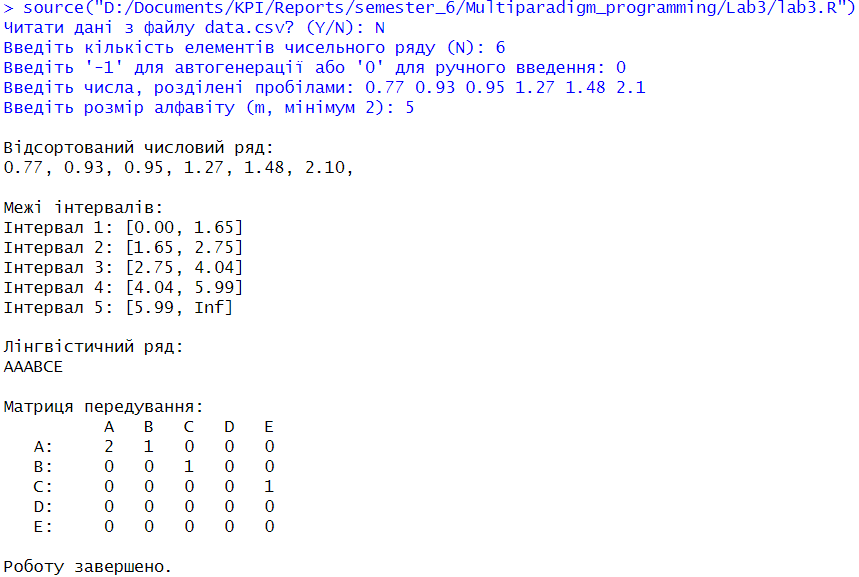 > source("D:/Documents/KPI/Reports/semester_6/Multiparadigm_programming/Lab3/lab3.R")
Читати дані з файлу data.csv? (Y/N): N
Введіть кількість елементів чисельного ряду (N): 6
Введіть '-1' для автогенерації або '0' для ручного введення: 0
Введіть числа, розділені пробілами: 0.77 0.93 0.95 1.27 1.48 2.1
Введіть розмір алфавіту (m, мінімум 2): 5
Відсортований числовий ряд:
0.77, 0.93, 0.95, 1.27, 1.48, 2.10,
Межі інтервалів:
Інтервал 1: [0.00, 1.65]
Інтервал 2: [1.65, 2.75]
Інтервал 3: [2.75, 4.04]
Інтервал 4: [4.04, 5.99]
Інтервал 5: [5.99, Inf]
Лінгвістичний ряд:
AAABCE
Матриця передування:
A B C D E
A: 2 1 0 0 0
B: 0 0 1 0 0
C: 0 0 0 0 1
D: 0 0 0 0 0
E: 0 0 0 0 0
Роботу завершено.